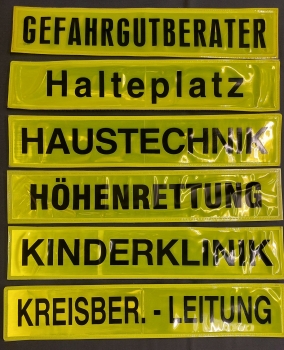 GEFAHRGUTBERATER
Halteplatz
HAUSTECHNIK
HÖHENRETTUNG
KINDERKLINIK
KREISBER. - LEITUNG